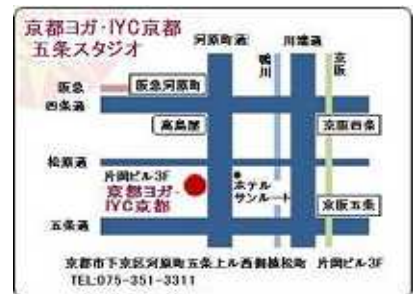 京都ヨガ･IYC京都
五条スタジオ
河原町通
川端通
鴨川
京阪
阪急
阪急河原町
四条通
高島屋
京阪四条
松原通
片岡ビル3F
京都ヨガ･
IYC京都
ホテル
サンルート
京阪五条
五条通
京都市下京区河原町五条上ル西側植松町 片岡ビル3F
TEL:075-351-3311